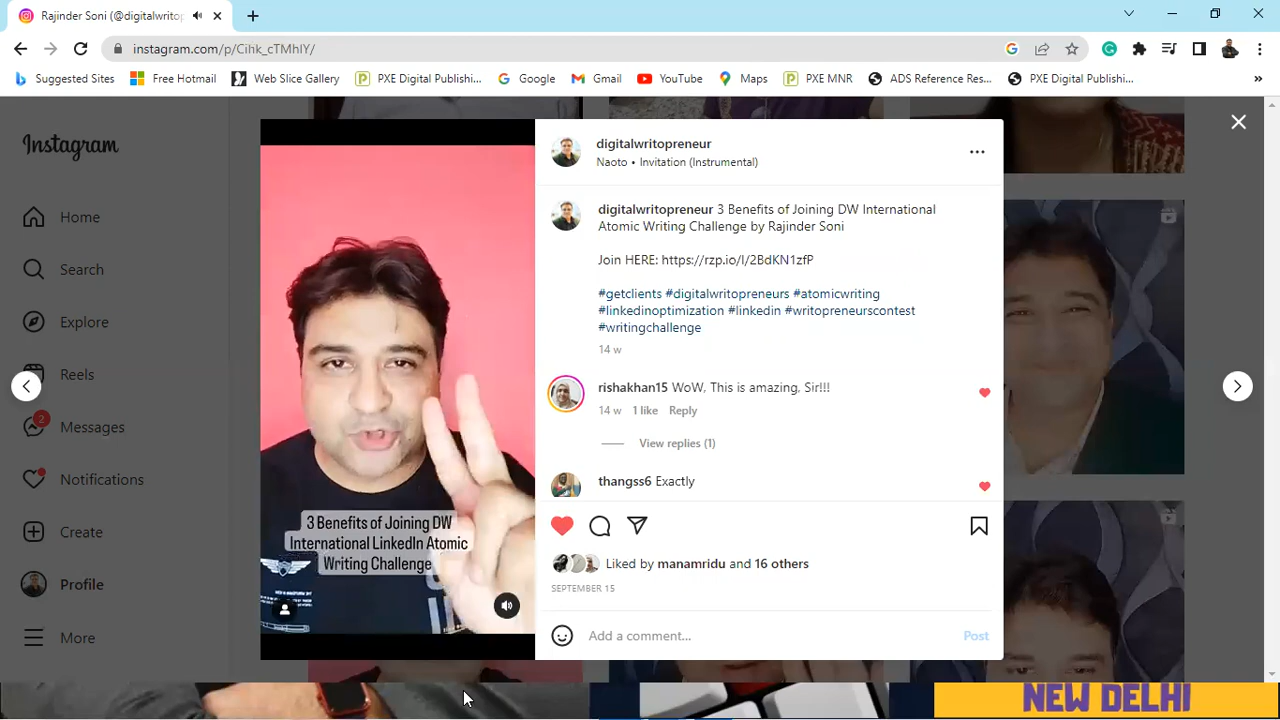 Rajinder Soni (@digitalwritop
instagram.com/p/Cihk_cTMhIY/
Suggested Sites
Free Hotmail
Web Slice Gallery
PXE Digital Publishi...
Google
Gmail
YouTube
Maps
PXE MNR
ADS Reference Res...
PXE Digital Publishi...
»
Instagram
Home
Search
Explore
Reels
2
Messages
Notifications
Create
Profile
More
3 Benefits of Joining DW
International LinkedIn Atomic
Writing Challenge
digitalwritopreneur
Naoto • Invitation (Instrumental)
digitalwritopreneur 3 Benefits of Joining DW International
Atomic Writing Challenge by Rajinder Soni
Join HERE: https://rzp.io/l/2BdKN1zfP
#getclients #digitalwritopreneurs #atomicwriting
#linkedinoptimization #linkedin #writopreneurscontest
#writingchallenge
14 w
rishakhan15 WoW, This is amazing, Sir!!!
14 w 1 like Reply
View replies (1)
thangss6 Exactly
Liked by manamridu and 16 others
SEPTEMBER 15
Add a comment...
Post
NEW DELHI